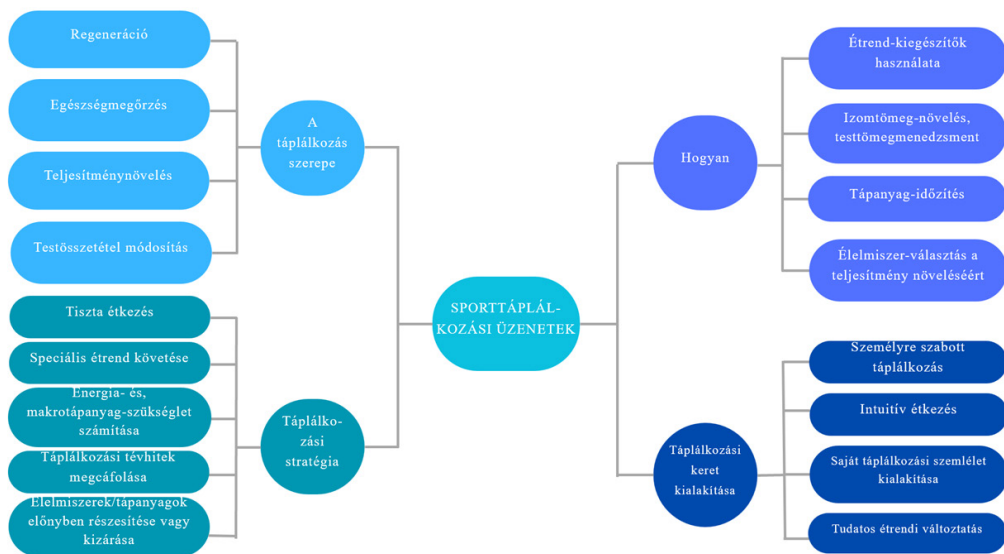 Regeneráció
Egészségmegőrzés
Teljesítménynövelés
Testösszetétel módosítás
A
táplálkozás
szerepe
Tiszta étkezés
Speciális étrend követése
Energia- és,
makrotápanyag-szükséglet
számítása
Táplálkozási tévhitek
megcáfolása
Élelmiszerek/tápanyagok
előnyben részesítése vagy
kizárása
Táplálko-
zási
stratégia
SPORTTÁPLÁL-
KOZÁSI ÜZENETEK
Hogyan
Étrend-kiegészítők
használata
Izomtömeg-növelés,
testtömegmenedzsment
Tápanyag-időzítés
Élelmiszer-választás a
teljesítmény növeléséért
Táplálkozási
keret
kialakítása
Személyre szabott
táplálkozás
Intuitív étkezés
Saját táplálkozási szemlélet
kialakítása
Tudatos étrendi változtatás